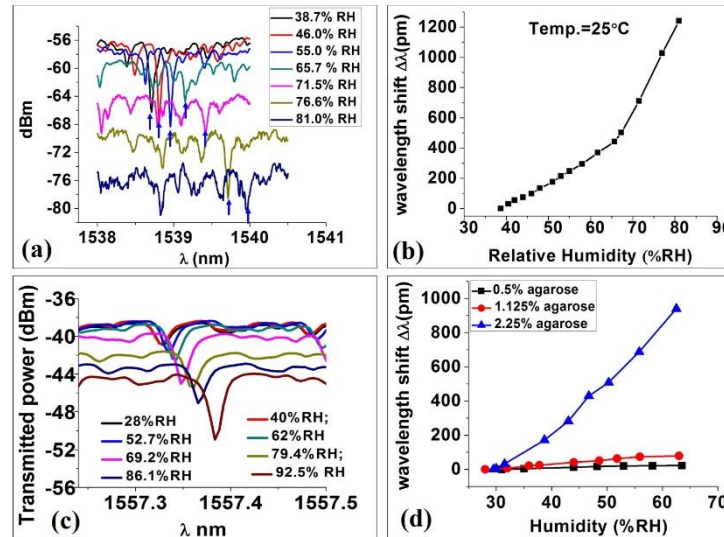 -56
-60
-64
-68
-72
-76
-80
dBm
38.7% RH
46.0% RH
55.0 % RH
65.7 % RH
71.5% RH
76.6% RH
81.0% RH
(a)
1538 1539 1540 1541
λ (nm)
1200
1000
800
600
400
200
0
wavelength shift Δλ(pm)
Temp.=25°C
(b)
30 40 50 60 70 80 90
Relative Humidity (%RH)
-36
-40
-44
-48
-52
-56
Transmitted power (dBm)
28%RH
40%RH;
52.7%RH
62%RH
69.2%RH
79.4%RH;
86.1%RH
92.5% RH
(c)
1557.3 1557.4 1557.5
λ nm
1000
800
600
400
200
0
wavelength shift Δλ(pm)
0.5% agarose
1.125% agarose
2.25% agarose
30 40 50 60 70
Humidity (%RH)
(d)